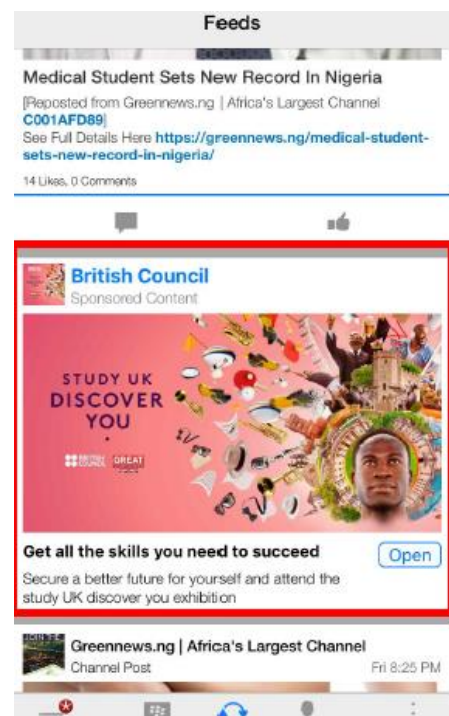 Feeds
Medical Student Sets New Record In Nigeria
[Reposted from Greennews.ng | Africa's Largest Channel
C001AFD89]
See Full Details Here https://greennews.ng/medical-student-
sets-new-record-in-nigeria/
14 Likes, 0 Comments
British Council
Sponsored Content
STUDY UK
DISCOVER
YOU
BRITISH
COUNCIL
GREAT
Get all the skills you need to succeed
Open
Secure a better future for yourself and attend the
study UK discover you exhibition
JOIN THE
Greennews.ng | Africa's Largest Channel
Channel Post
Fri 8:25 PM